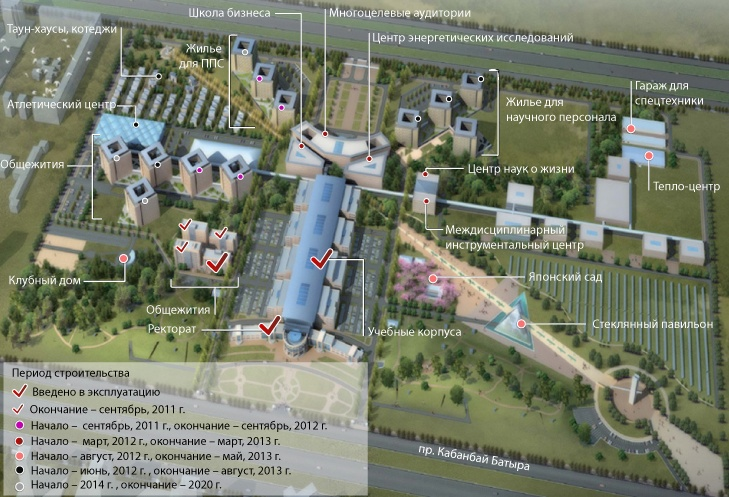 Школа бизнеса
Многоцелевые аудитории
Таун-хаусы, котеджи
Жилье
для ППС
Центр энергетических исследований
Атлетический центр
Жилье для
научного персонала
Гараж для
спецтехники
Общежития
Центр наук о жизни
Тепло-центр
Междисциплинарный
инструментальный центр
Клубный дом
Японский сад
Общежития
Ректорат
Учебные корпуса
Стеклянный павильон
Период строительства
Введено в эксплуатацию
Окончание – сентябрь, 2011 г.
Начало – сентябрь, 2011 г., окончание – сентябрь, 2012 г.
Начало – март, 2012 г., окончание – март, 2013 г.
Начало – август, 2012 г., окончание – май, 2013 г.
Начало – июнь, 2012 г. , окончание – август, 2013 г.
Начало – 2014 г. , окончание – 2020 г.
пр. Кабанбай Батыра